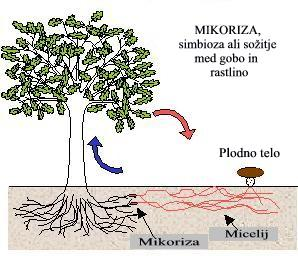 MIKORIZA,
simbioza ali sožitje
med gobo in
rastlino
Plodno telo
Micelij
Mikoriza